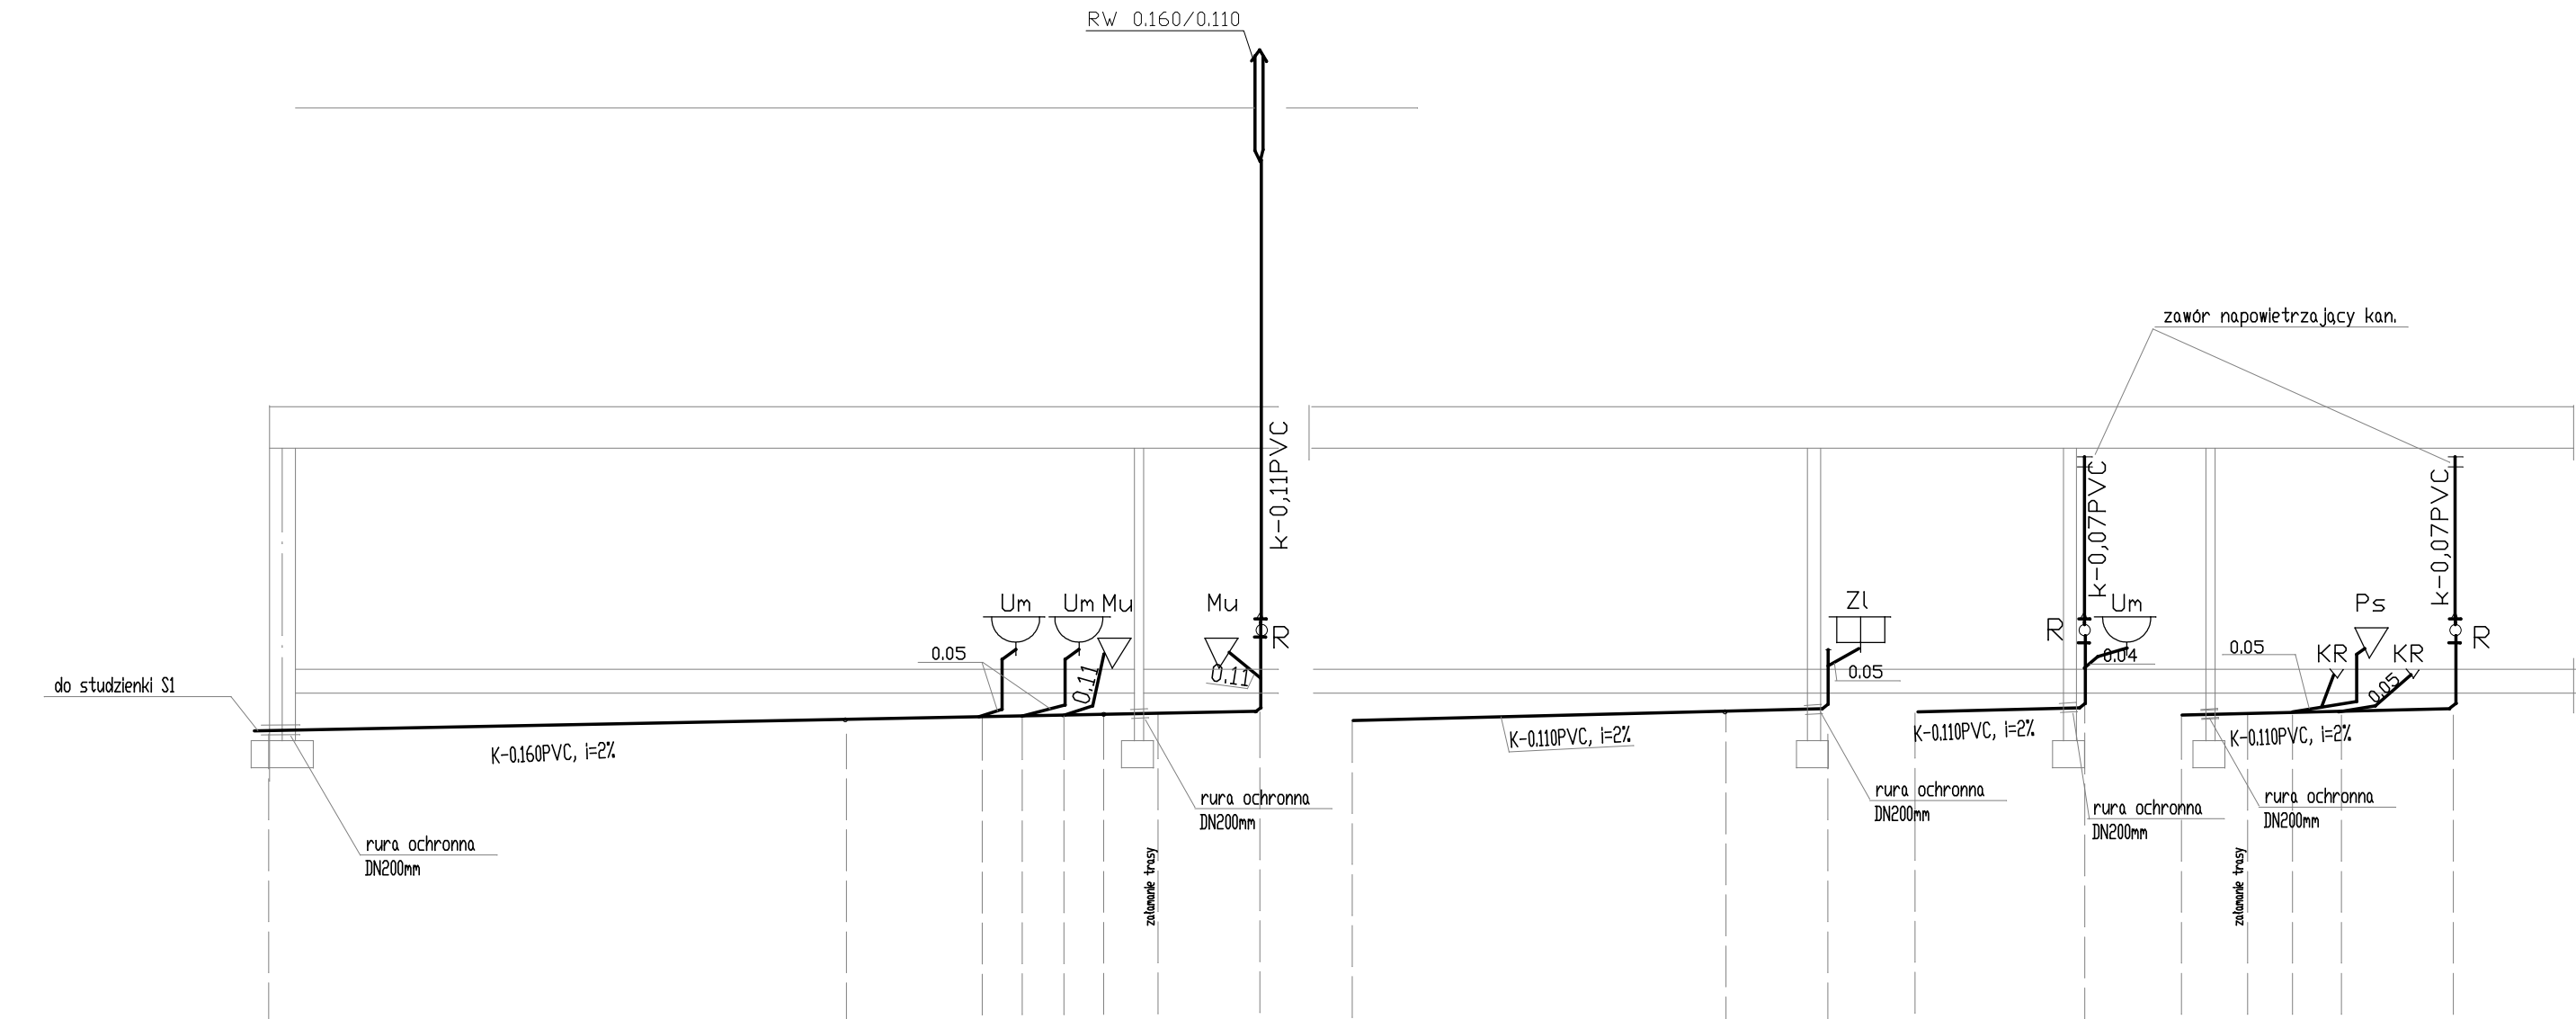 RW 0.160/0.110
zawór napowietrzający kan.
k-0,11PVC
k-0,07PVC
k-0,07PVC
Um
Um
Mu
Mu
R
Zl
R
Um
Ps
R
0.05
0.11
0.11
0.05
0.04
0.05
KR
KR
0.05
do studzienki S1
K-0.160PVC, i=2%
K-0.110PVC, i=2%
K-0.110PVC, i=2%
K-0.110PVC, i=2%
rura ochronna
DN200mm
rura ochronna
DN200mm
rura ochronna
DN200mm
rura ochronna
DN200mm
rura ochronna
DN200mm
załamanie trasy
załamanie trasy